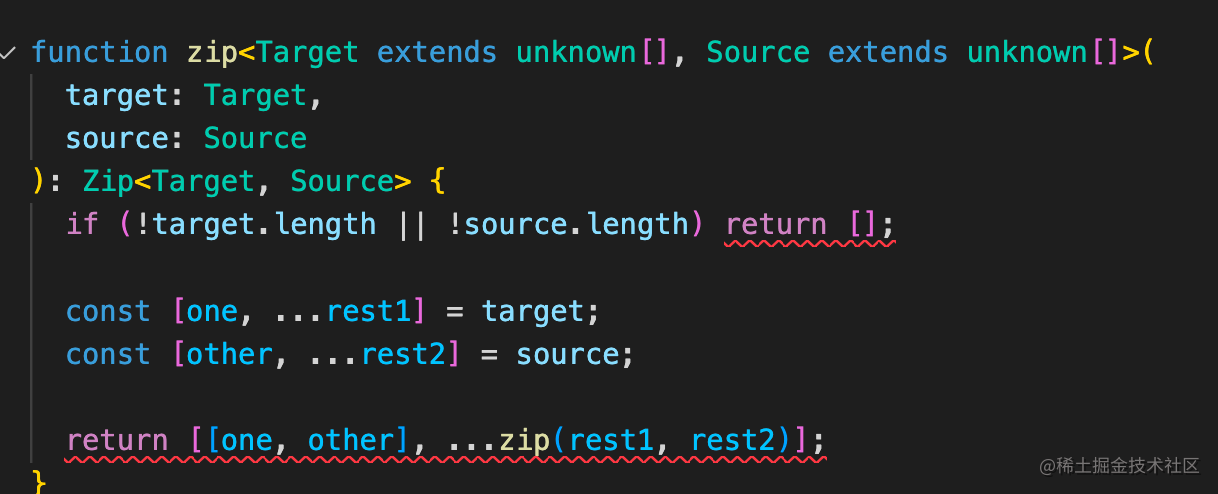 function zip<Target extends unknown[], Source extends unknown[]>(
  target: Target,
  source: Source
): Zip<Target, Source> {
  if (!target.length || !source.length) return [];
  const [one, ...rest1] = target;
  const [other, ...rest2] = source;
  return [[one, other], ...zip(rest1, rest2)];
}
@稀土掘金技术社区